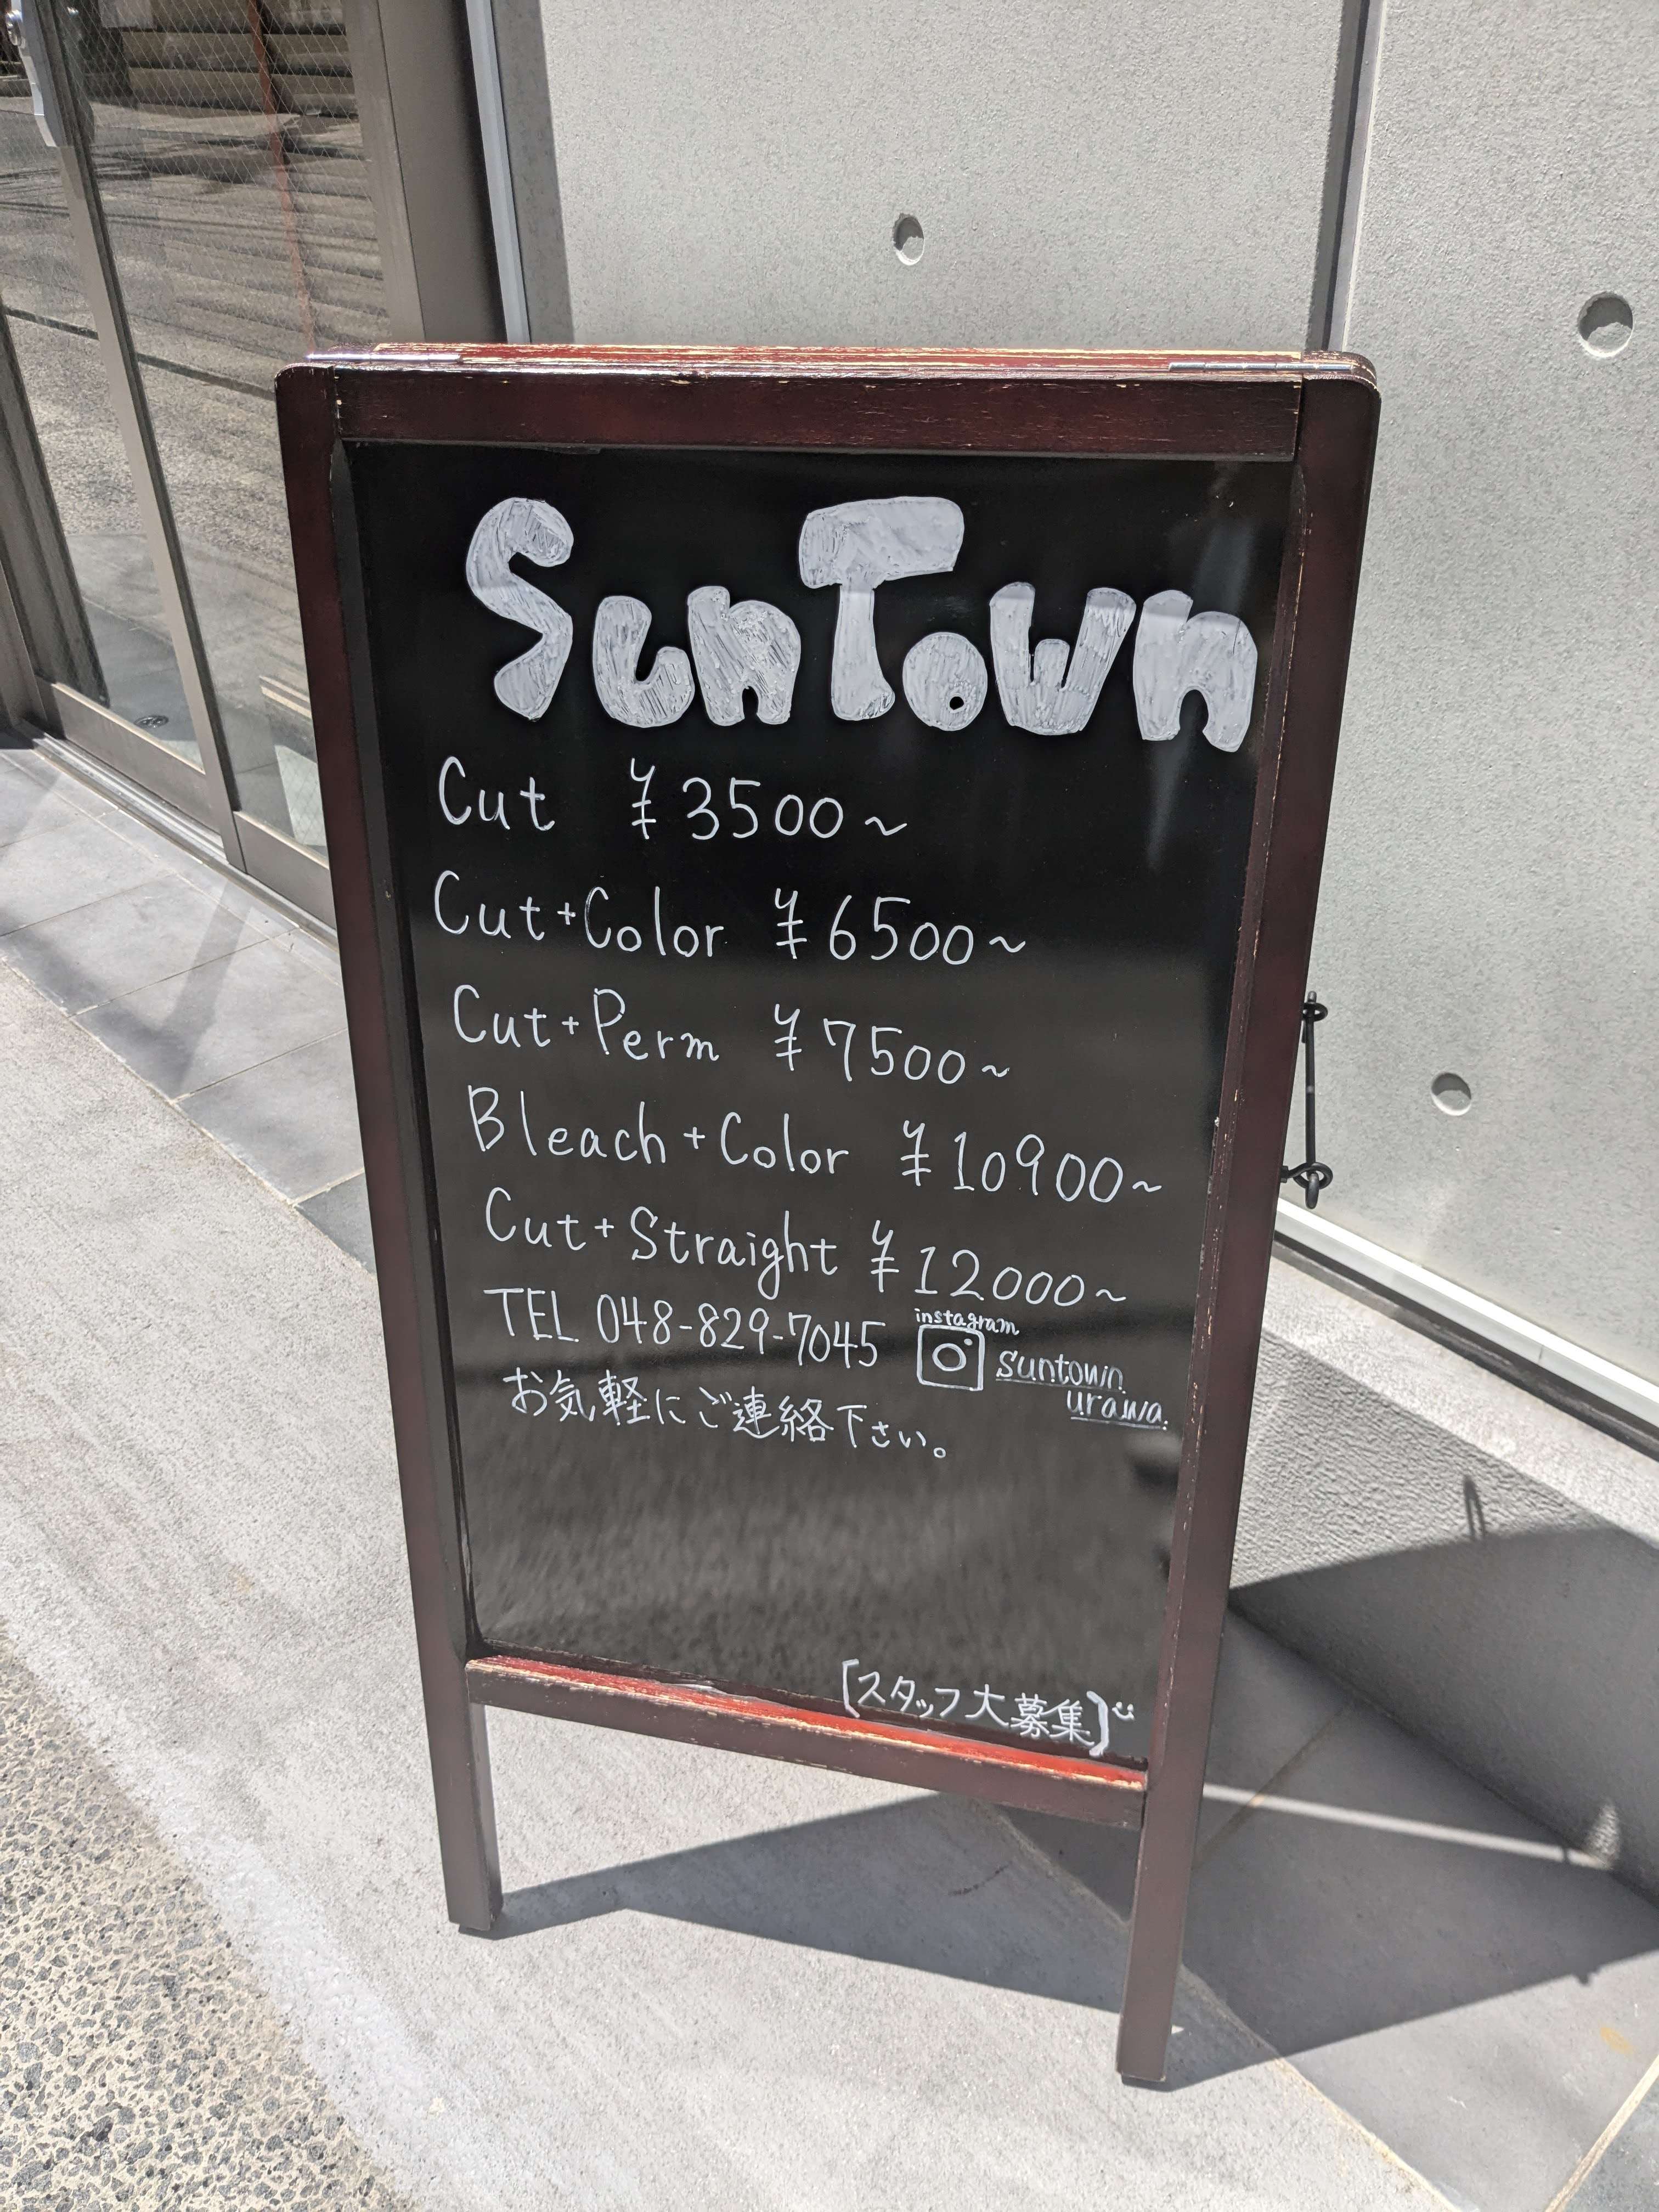 SunTown
Cut ¥3500~
Cut+Color ¥6500~
Cut+Perm ¥7500~
Bleach+Color ¥10900~
Cut+Straight ¥12000~
TEL 048-829-7045
instagram
suntown
urawa
お気軽にご連絡下さい。
[スタッフ大募集]